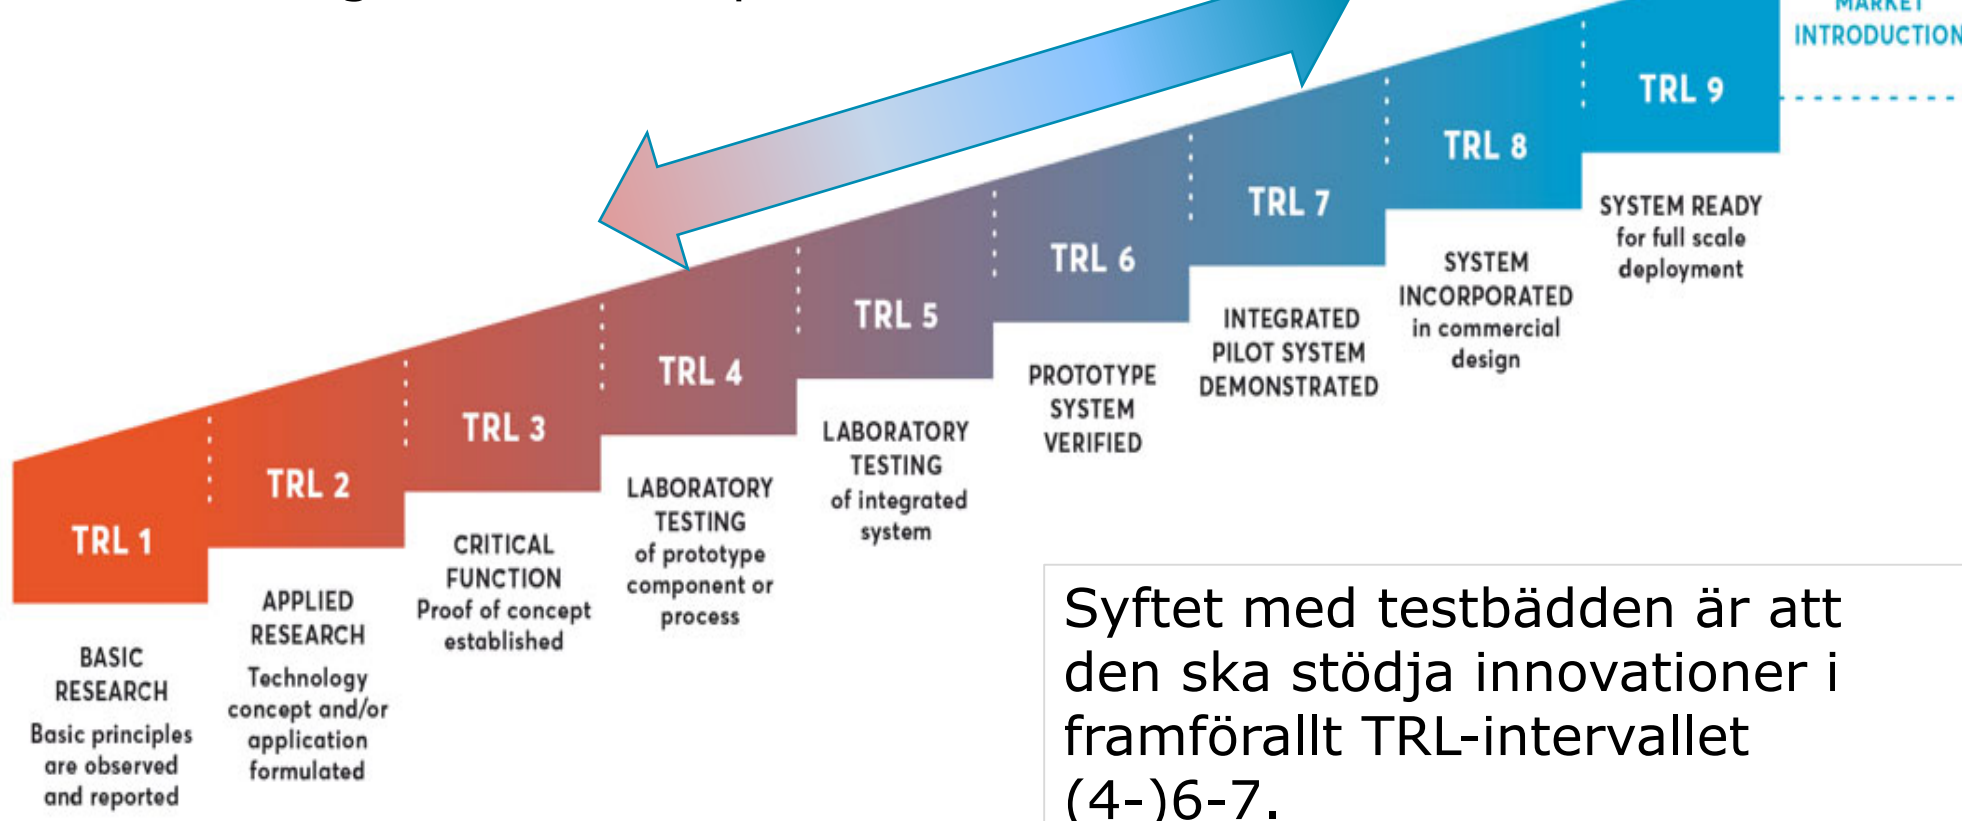 MARKET
INTRODUCTION
TRL 9
SYSTEM READY
for full scale
deployment
TRL 8
SYSTEM
INCORPORATED
in commercial
design
TRL 7
INTEGRATED
PILOT SYSTEM
DEMONSTRATED
TRL 6
PROTOTYPE
SYSTEM
VERIFIED
TRL 5
LABORATORY
TESTING
of integrated
system
TRL 4
LABORATORY
TESTING
of prototype
component or
process
TRL 3
CRITICAL
FUNCTION
Proof of concept
established
TRL 2
APPLIED
RESEARCH
Technology
concept and/or
application
formulated
TRL 1
BASIC
RESEARCH
Basic principles
are observed
and reported
Syftet med testbädden är att
den ska stödja innovationer i
framförallt TRL-intervallet
(4-)6-7.